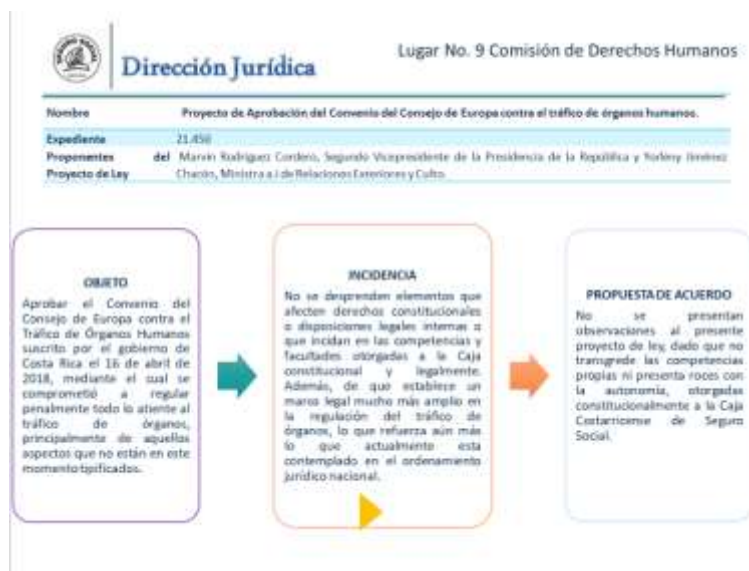 Lugar No. 9 Comisión de Derechos Humanos
Dirección Jurídica
Nombre Proyecto de Aprobación del Convenio del Consejo de Europa contra el tráfico de órganos humanos.
Expediente 21.450
Proponentes del Marvin Rodríguez Cordero, Segundo Vicepresidente de la Presidencia de la República y Yorleny Jiménez
Proyecto de Ley Chacón, Ministra a.i de Relaciones Exteriores y Culto.
OBJETO
Aprobar el Convenio del
Consejo de Europa contra el
Tráfico de Órganos Humanos
suscrito por el gobierno de
Costa Rica el 16 de abril de
2018, mediante el cual se
comprometió a regular
penalmente todo lo atiente al
tráfico de órganos,
principalmente de aquellos
aspectos que no están en este
momento tipificados.
INCIDENCIA
No se desprenden elementos que
afecten derechos constitucionales
o disposiciones legales internas o
que incidan en las competencias y
facultades otorgadas a la Caja
constitucional y legalmente.
Además, de que establece un
marco legal mucho más amplio en
la regulación del tráfico de
órganos, lo que refuerza aún más
lo que actualmente esta
contemplado en el ordenamiento
jurídico nacional.
PROPUESTA DE ACUERDO
No se presentan
observaciones al presente
proyecto de ley, dado que no
transgrede las competencias
propias ni presenta roces con
la autonomía, otorgadas
constitucionalmente a la Caja
Costarricense de Seguro
Social.